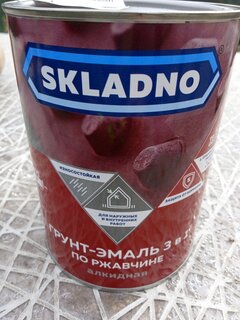 SKLADNO®
ИЗНОСОСТОЙКАЯ
ДЛЯ НАРУЖНЫХ И
ВНУТРЕННИХ
РАБОТ
ГРУНТ-ЭМАЛЬ 3 в 1
ПО РЖАВЧИНЕ
алкидная